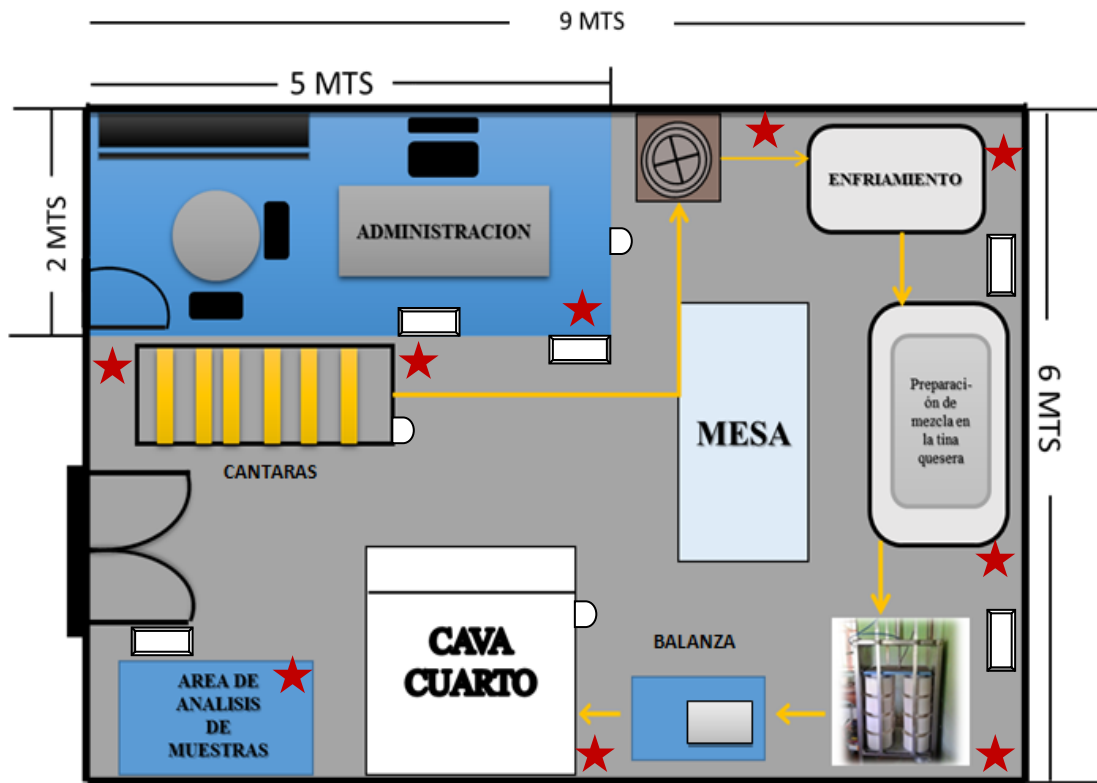 9 MTS
5 MTS
2 MTS
ENFRIAMIENTO
ADMINISTRACION
6 MTS
Preparaci-
ón de
mezcla en
la tina
quesera
MESA
CANTARAS
CAVA
CUARTO
BALANZA
AREA DE
ANALISIS
DE
MUESTRAS